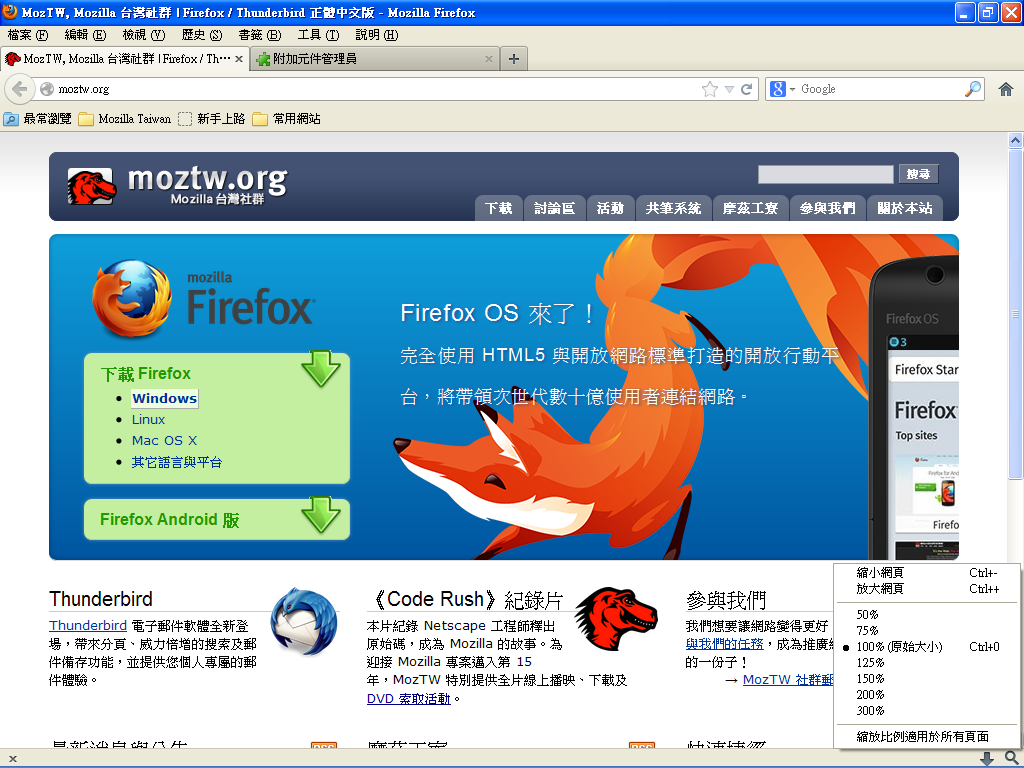 MozTW, Mozilla 台灣社群 | Firefox / Thunderbird 正體中文版 - Mozilla Firefox
檔案 (F) 編輯 (E) 檢視 (V) 歷史 (S) 書籤 (B) 工具 (T) 說明 (H)
MozTW, Mozilla 台灣社群 | Firefox / Th··· 附加元件管理員
moztw.org Google
最常瀏覽 Mozilla Taiwan 新手上路 常用網站
moztw.org
Mozilla 台灣社群
搜尋
下載 討論區 活動 共筆系統 摩茲工寮 參與我們 關於本站
mozilla
Firefox
下載 Firefox
Windows
Linux
Mac OS X
其它語言與平台
Firefox Android 版
Firefox OS 來了！
完全使用 HTML5 與開放網路標準打造的開放行動平
台，將帶領次世代數十億使用者連結網路。
Firefox OS
3
Firefox Star
Firefox
Top sites
Firefo
Thunderbird
Thunderbird 電子郵件軟體全新登
場，帶來分頁、威力倍增的搜尋及郵
件備存功能，並提供您個人專屬的郵
件體驗。
《Code Rush》紀錄片
本片紀錄 Netscape 工程師釋出
原始碼，成為 Mozilla 的故事。為
迎接 Mozilla 專案邁入第 15
年，MozTW 特別提供全片線上播映、下載及
DVD 索取活動。
參與我們
我們想要讓網路變得更好
與我們的任務，成為推廣
的一份子！
→ MozTW 社群
縮小網頁 Ctrl+-
放大網頁 Ctrl++
50%
75%
100% (原始大小) Ctrl+0
125%
150%
200%
300%
縮放比例適用於所有頁面